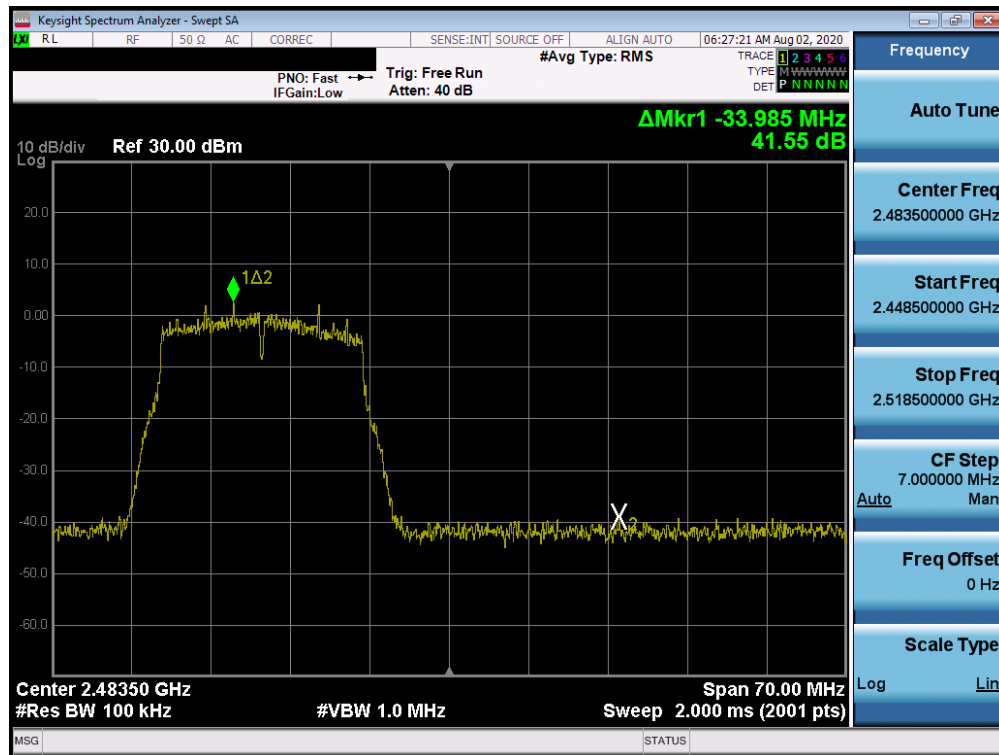 Keysight Spectrum Analyzer - Swept SA
LXI RL RF 50 Ω AC CORREC SENSE:INT SOURCE OFF ALIGN AUTO 06:27:21 AM Aug 02, 2020
PNO: Fast
IFGain:Low
Trig: Free Run
Atten: 40 dB
#Avg Type: RMS
TRACE 1 2 3 4 5 6
TYPE M WWWWW
DET P N N N N N
ΔMkr1 -33.985 MHz
41.55 dB
10 dB/div
Log
Ref 30.00 dBm
20.0
10.0
0.00
-10.0
-20.0
-30.0
-40.0
-50.0
-60.0
1Δ2
X2
Center 2.48350 GHz
#Res BW 100 kHz
#VBW 1.0 MHz
Span 70.00 MHz
Sweep 2.000 ms (2001 pts)
MSG
STATUS
Frequency
Auto Tune
Center Freq
2.483500000 GHz
Start Freq
2.448500000 GHz
Stop Freq
2.518500000 GHz
CF Step
7.000000 MHz
Auto Man
Freq Offset
0 Hz
Scale Type
Log Lin